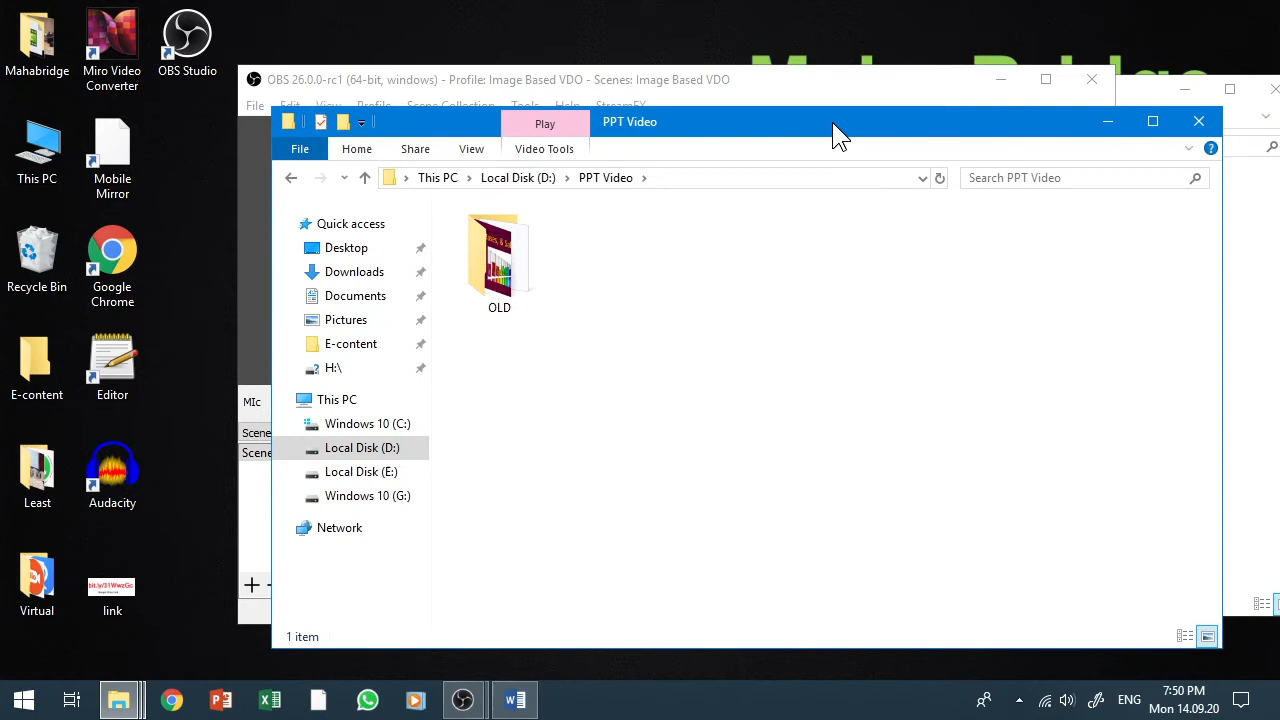 Mahabridge
Miro Video
Converter
OBS Studio
This PC
Mobile
Mirror
Recycle Bin
Google
Chrome
E-content
Editor
Least
Audacity
Virtual
bit.ly/31WwzGc
link
OBS 26.0.0-rc1 (64-bit, windows) - Profile: Image Based VDO - Scenes: Image Based VDO
File Edit View Profile Scene Collection Tools Help StreamFX
MIc
Scene
Scene
Play
PPT Video
File
Home
Share
View
Video Tools
This PC
Local Disk (D:)
PPT Video
Search PPT Video
Quick access
Desktop
Downloads
Documents
Pictures
E-content
H:\
This PC
Windows 10 (C:)
Local Disk (D:)
Local Disk (E:)
Windows 10 (G:)
Network
OLD
1 item
ENG
7:50 PM
Mon 14.09.20